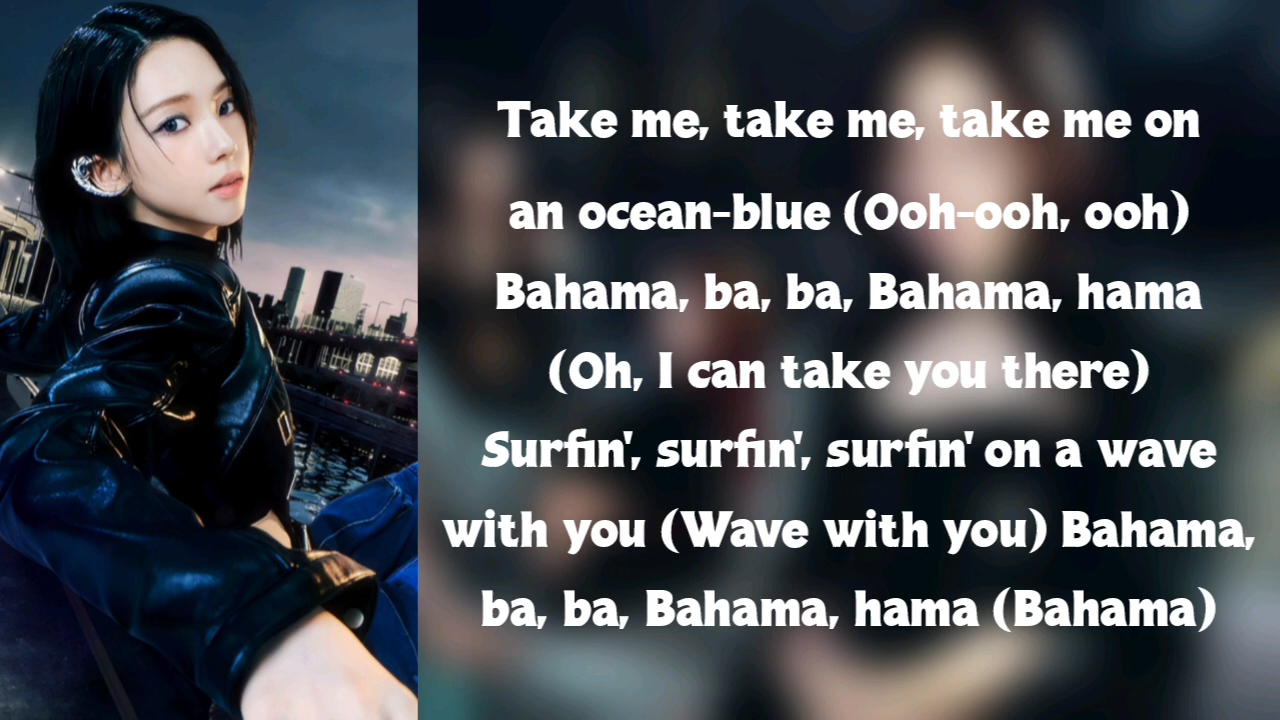 Take me, take me, take me on
an ocean-blue (Ooh-ooh, ooh)
Bahama, ba, ba, Bahama, hama
(Oh, I can take you there)
Surfin', surfin', surfin' on a wave
with you (Wave with you) Bahama,
ba, ba, Bahama, hama (Bahama)